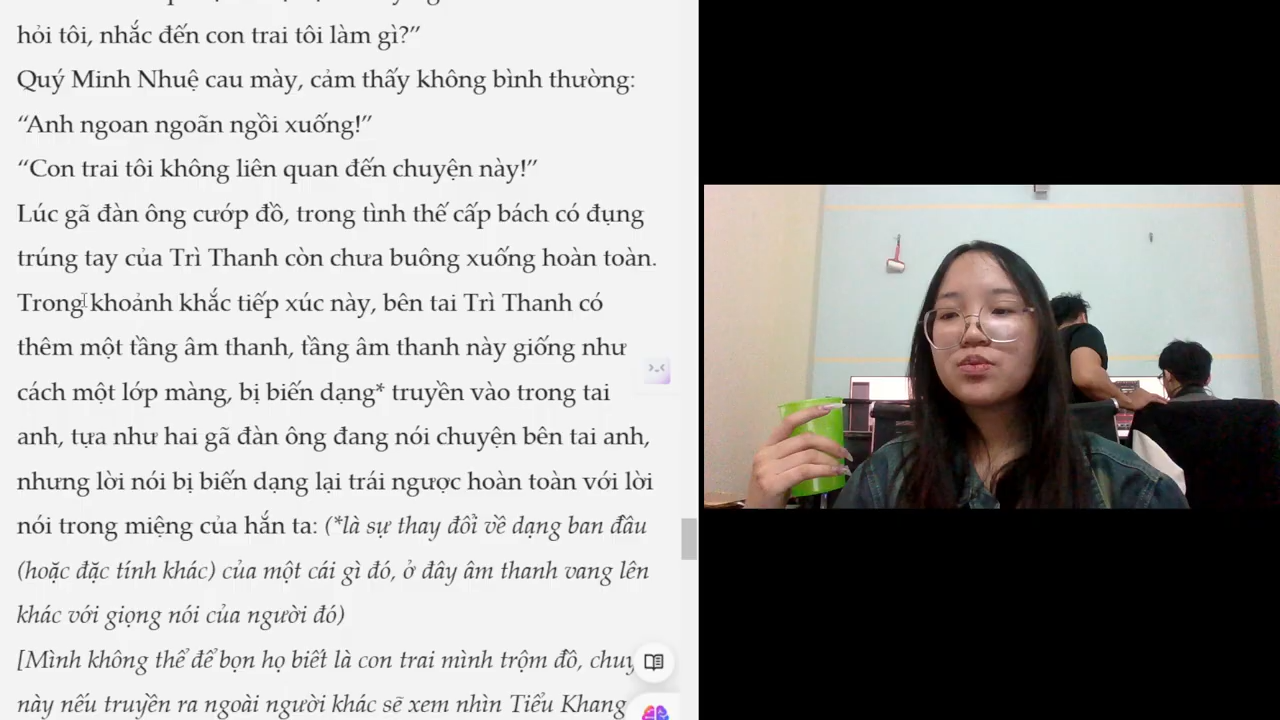 hỏi tôi, nhắc đến con trai tôi làm gì?”
Quý Minh Nhuệ cau mày, cảm thấy không bình thường:
“Anh ngoan ngoãn ngồi xuống!”
“Con trai tôi không liên quan đến chuyện này!”
Lúc gã đàn ông cướp đồ, trong tình thế cấp bách có đụng
trúng tay của Trì Thanh còn chưa buông xuống hoàn toàn.
Trong khoảnh khắc tiếp xúc này, bên tai Trì Thanh có
thêm một tầng âm thanh, tầng âm thanh này giống như
cách một lớp màng, bị biến dạng* truyền vào trong tai
anh, tựa như hai gã đàn ông đang nói chuyện bên tai anh,
nhưng lời nói bị biến dạng lại trái ngược hoàn toàn với lời
nói trong miệng của hắn ta: (*là sự thay đổi về dạng ban đầu
(hoặc đặc tính khác) của một cái gì đó, ở đây âm thanh vang lên
khác với giọng nói của người đó)
[Mình không thể để bọn họ biết là con trai mình trộm đồ,
này nếu truyền ra ngoài người khác sẽ xem nhìn Tiểu Khang